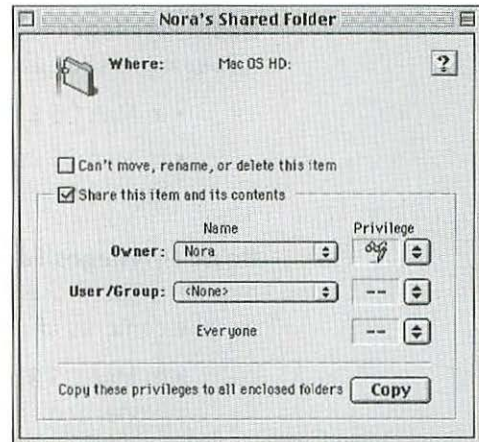 Nora's Shared Folder
Where: Mac OS HD:
?
Can't move, rename, or delete this item
Share this item and its contents
Name Privilege
Owner: Nora
User/Group: <None> --
Everyone --
Copy these privileges to all enclosed folders Copy